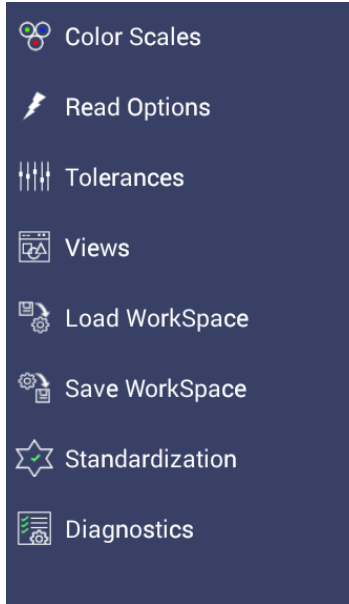 Color Scales
Read Options
Tolerances
Views
Load WorkSpace
Save WorkSpace
Standardization
Diagnostics